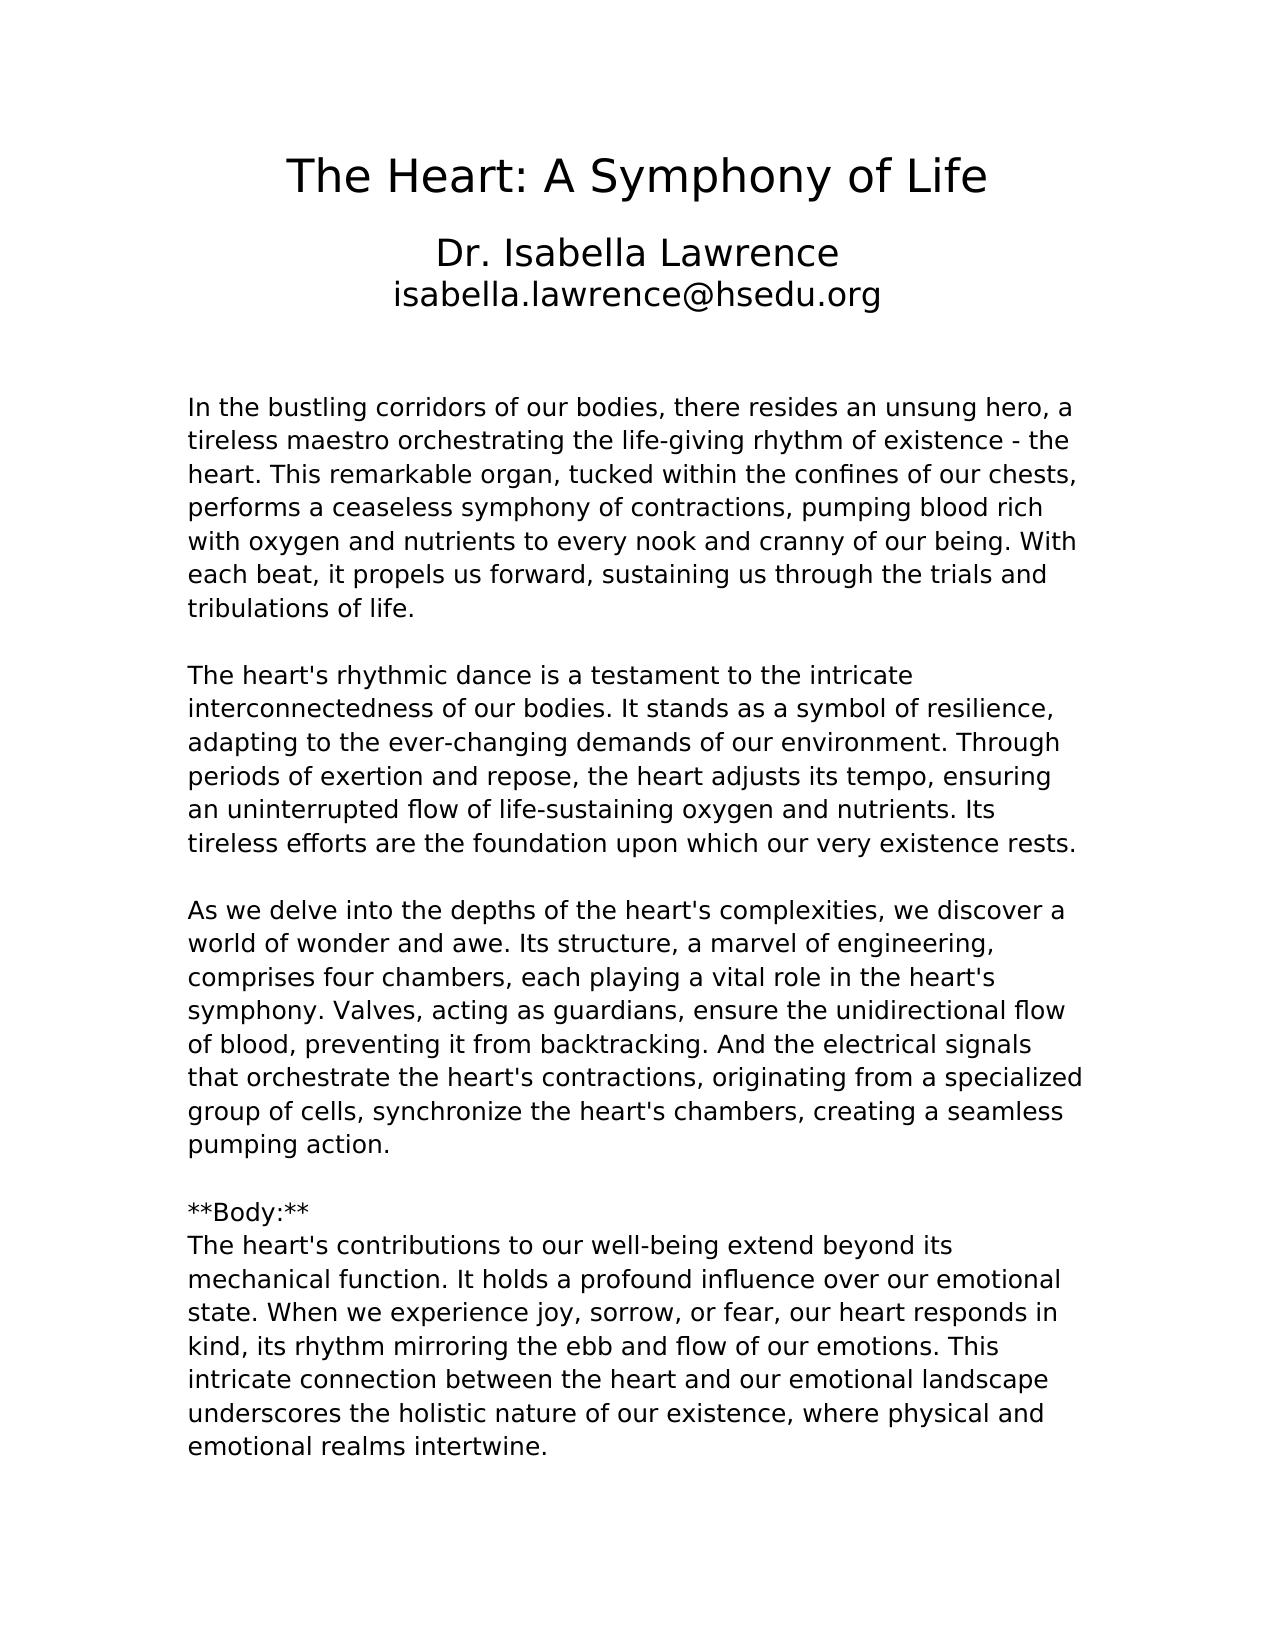 The Heart: A Symphony of Life
Dr. Isabella Lawrence
isabella.lawrence@hsedu.org
In the bustling corridors of our bodies, there resides an unsung hero, a
tireless maestro orchestrating the life-giving rhythm of existence - the
heart. This remarkable organ, tucked within the confines of our chests,
performs a ceaseless symphony of contractions, pumping blood rich
with oxygen and nutrients to every nook and cranny of our being. With
each beat, it propels us forward, sustaining us through the trials and
tribulations of life.
The heart's rhythmic dance is a testament to the intricate
interconnectedness of our bodies. It stands as a symbol of resilience,
adapting to the ever-changing demands of our environment. Through
periods of exertion and repose, the heart adjusts its tempo, ensuring
an uninterrupted flow of life-sustaining oxygen and nutrients. Its
tireless efforts are the foundation upon which our very existence rests.
As we delve into the depths of the heart's complexities, we discover a
world of wonder and awe. Its structure, a marvel of engineering,
comprises four chambers, each playing a vital role in the heart's
symphony. Valves, acting as guardians, ensure the unidirectional flow
of blood, preventing it from backtracking. And the electrical signals
that orchestrate the heart's contractions, originating from a specialized
group of cells, synchronize the heart's chambers, creating a seamless
pumping action.
**Body:**
The heart's contributions to our well-being extend beyond its
mechanical function. It holds a profound influence over our emotional
state. When we experience joy, sorrow, or fear, our heart responds in
kind, its rhythm mirroring the ebb and flow of our emotions. This
intricate connection between the heart and our emotional landscape
underscores the holistic nature of our existence, where physical and
emotional realms intertwine.